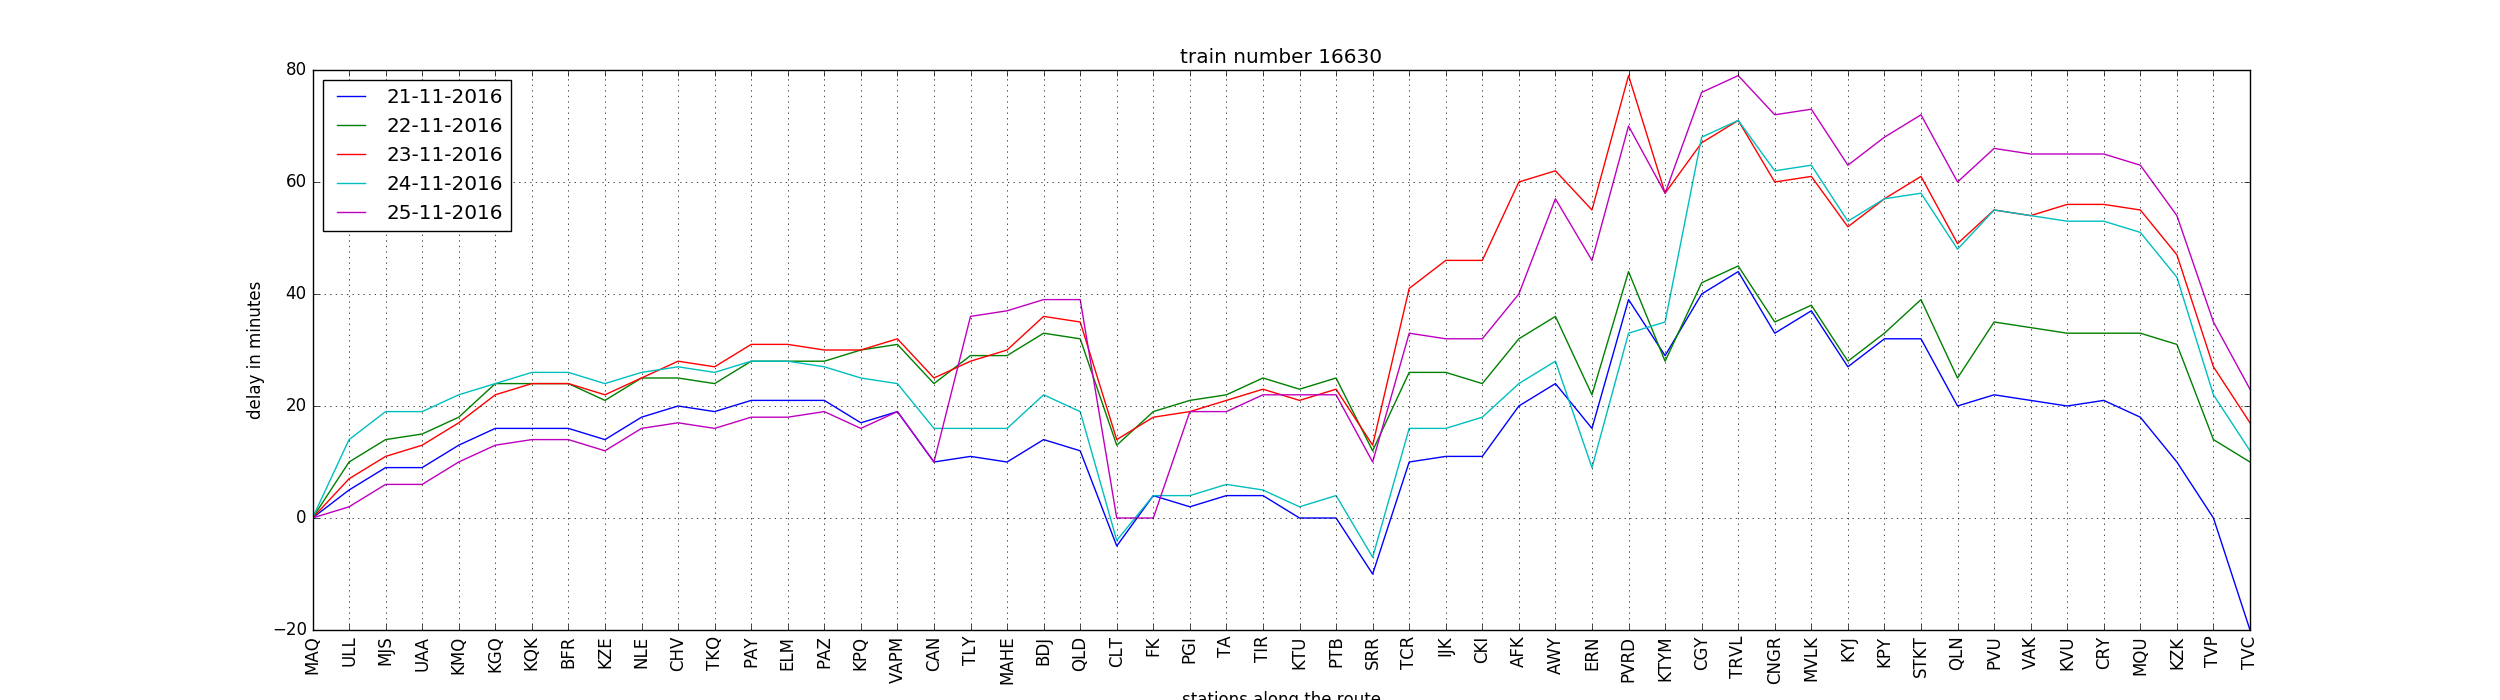 train number 16630
80
60
40
20
0
−20
delay in minutes
21-11-2016
22-11-2016
23-11-2016
24-11-2016
25-11-2016
MAQ
ULL
MJS
UAA
KMQ
KGQ
KQK
BFR
KZE
NLE
CHV
TKQ
PAY
ELM
PAZ
KPQ
VAPM
CAN
TLY
MAHE
BDJ
QLD
CLT
FK
PGI
TA
TIR
KTU
PTB
SRR
TCR
IJK
CKI
AFK
AWY
ERN
PVRD
KTYM
CGY
TRVL
CNGR
MVLK
KYJ
KPY
STKT
QLN
PVU
VAK
KVU
CRY
MQU
KZK
TVP
TVC
stations along the route